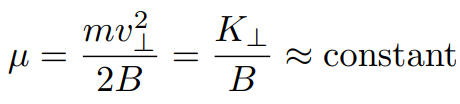 μ = mv⊥² / 2B = K⊥ / B ≈ constant